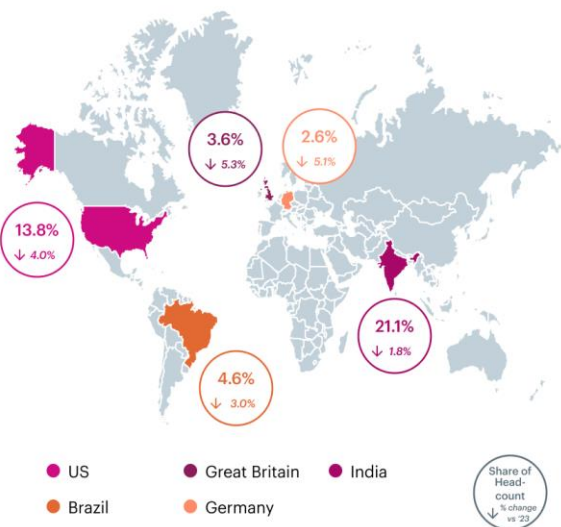 3.6%
↓ 5.3%
2.6%
↓ 5.1%
13.8%
↓ 4.0%
21.1%
↓ 1.8%
4.6%
↓ 3.0%
US
Great Britain
India
Brazil
Germany
Share of
Head-
count
↓ % change
vs '23